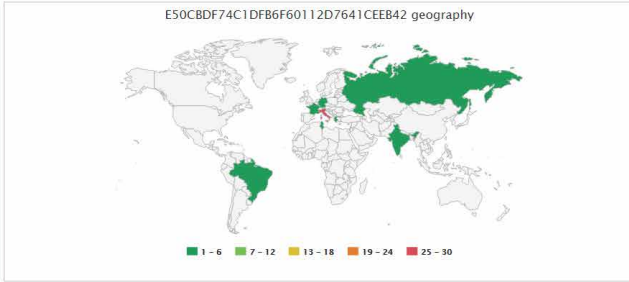 E50CBDF74C1DFB6F60112D7641CEEB42 geography
1 – 6 7 – 12 13 – 18 19 – 24 25 – 30